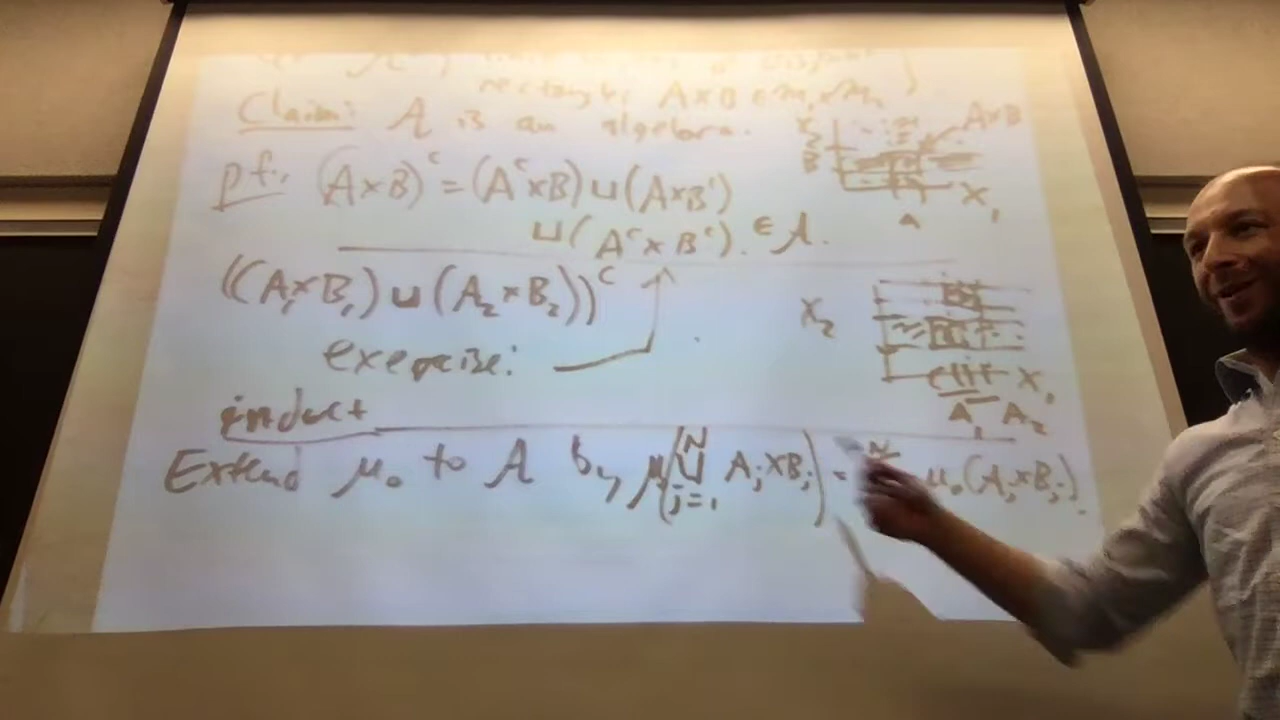 rectangles A×B ∈ M₁×M₂
Claim: A is an algebra.
A×B
X₁
B
A
pf. (A×B)ᶜ = (Aᶜ×B) ⊔ (A×Bᶜ)
⊔ (Aᶜ×Bᶜ). ∈ A.
((A₁×B₁) ⊔ (A₂×B₂))ᶜ
X₂
exercise:
X₁
A₁ A₂
induct
Extend μ₀ to A by μ₀(⊔ⱼ₌₁ᴺ Aⱼ×Bⱼ) = μ₀(Aⱼ×Bⱼ).